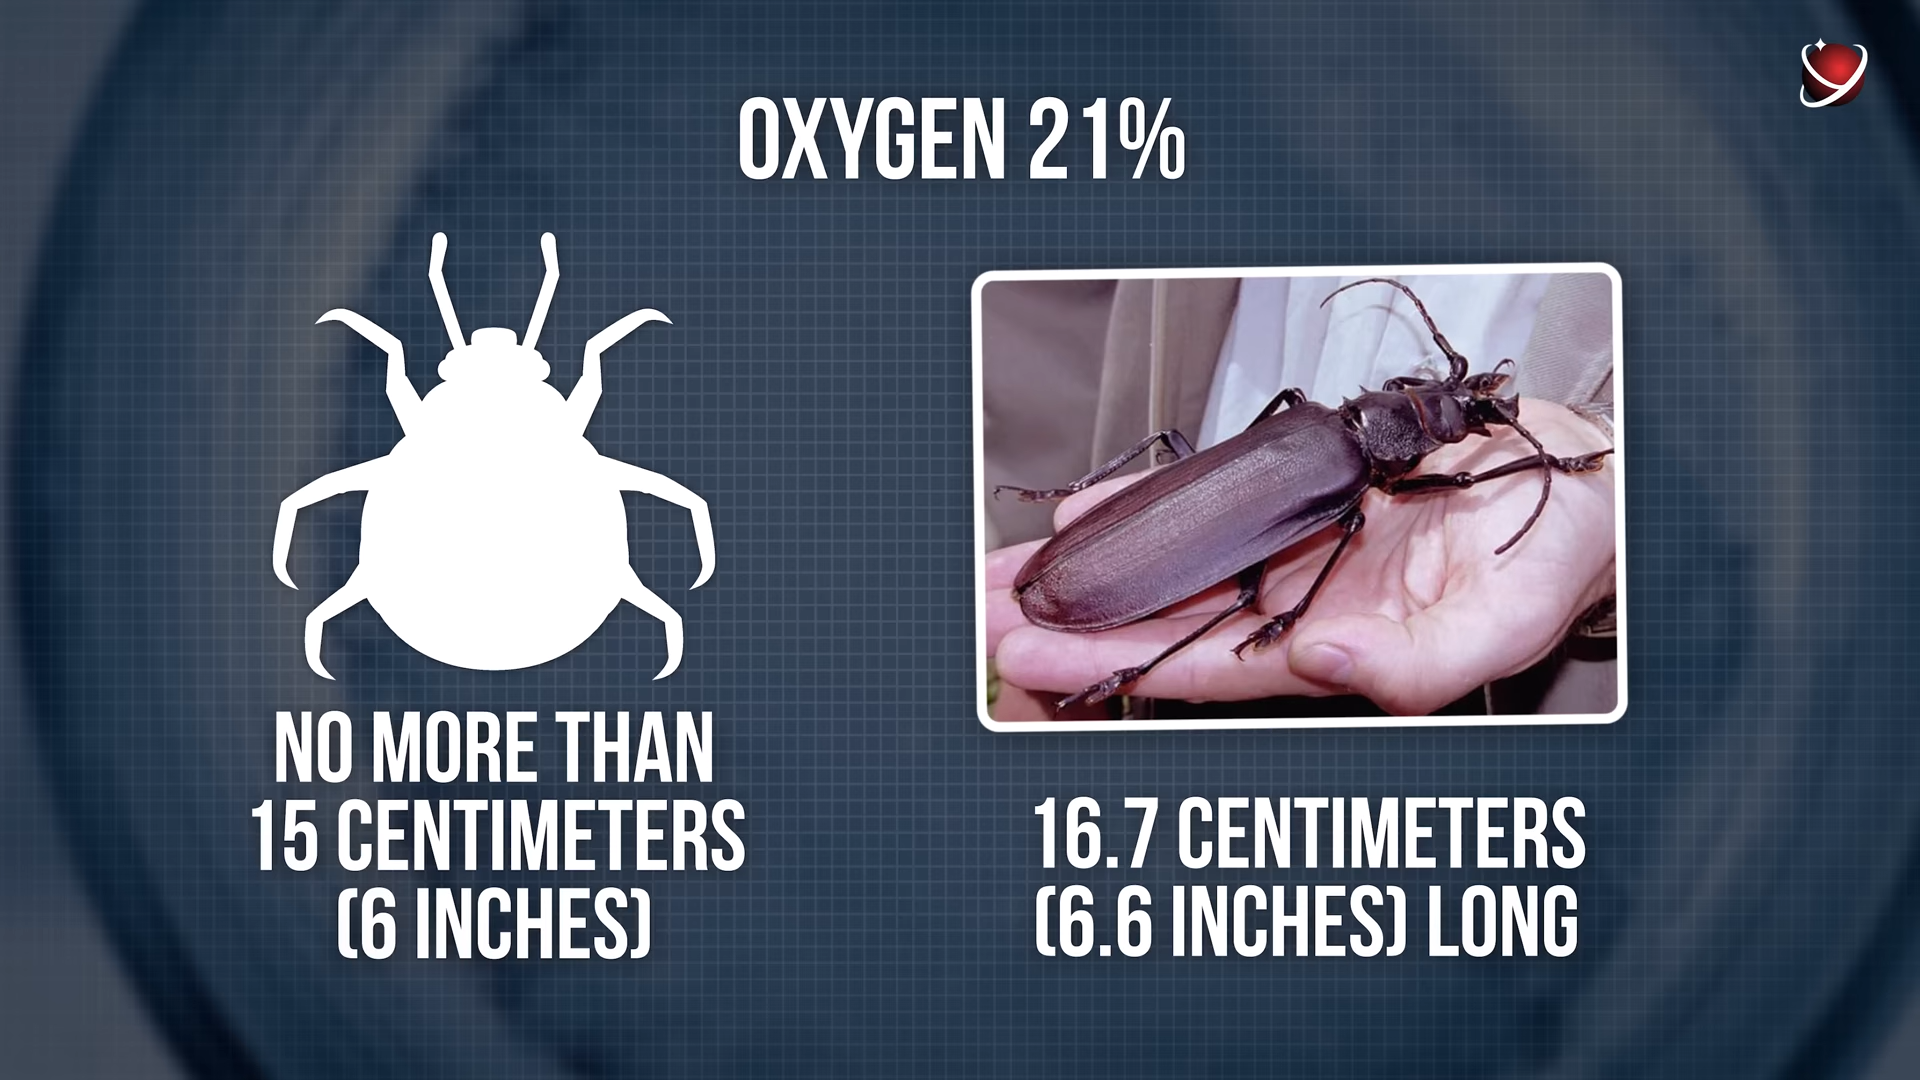 OXYGEN 21%
NO MORE THAN
15 CENTIMETERS
(6 INCHES)
16.7 CENTIMETERS
(6.6 INCHES) LONG